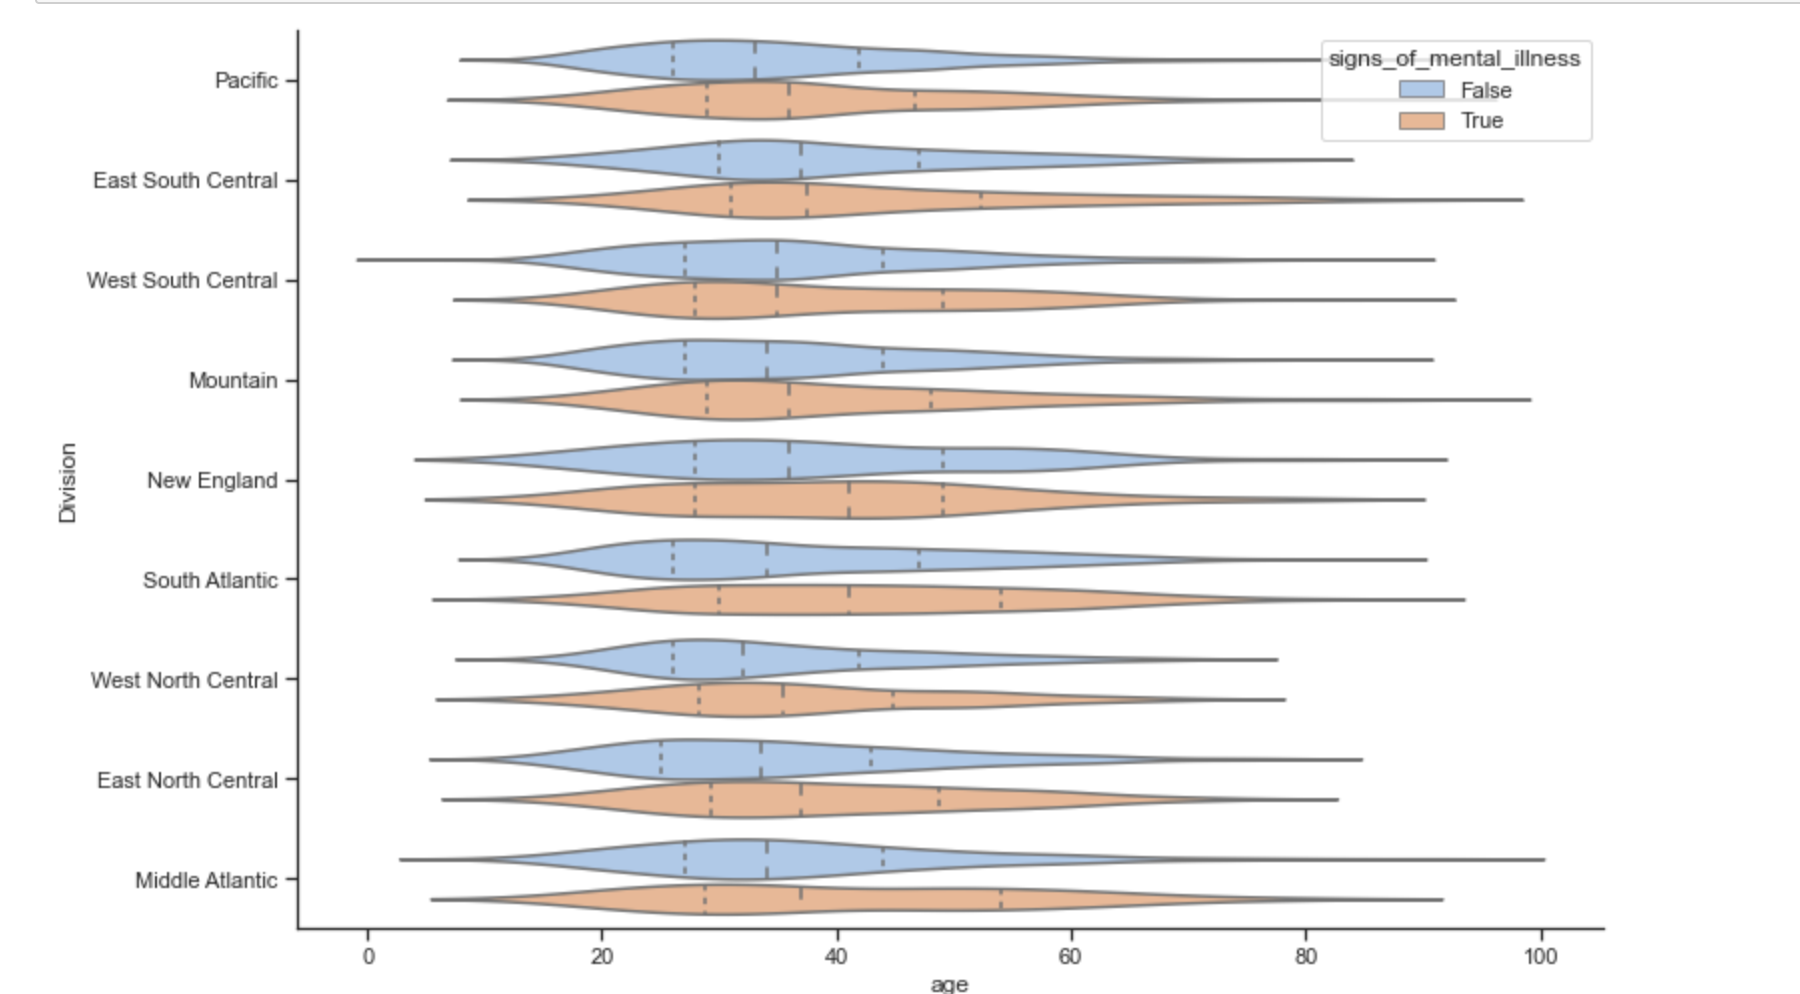 signs_of_mental_illness
False
True
Pacific
East South Central
West South Central
Mountain
New England
South Atlantic
West North Central
East North Central
Middle Atlantic
Division
0 20 40 60 80 100
age